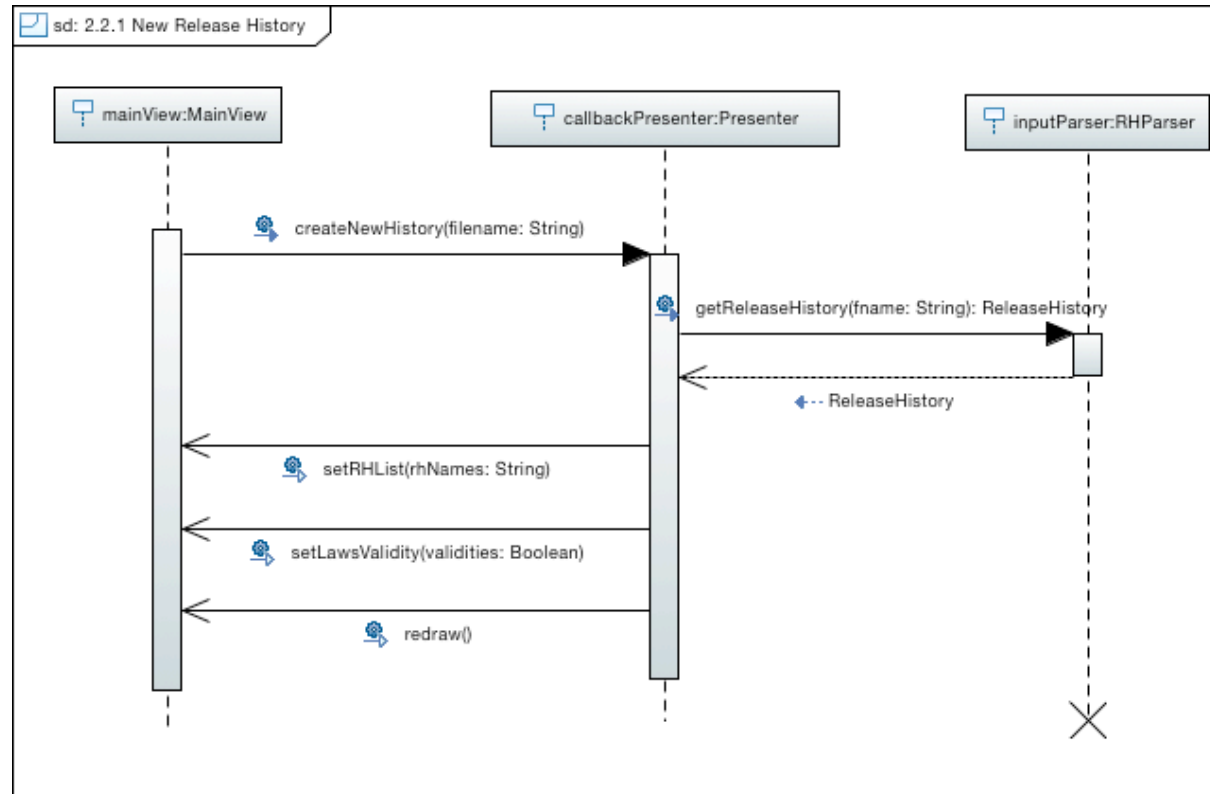 sd: 2.2.1 New Release History
mainView:MainView
callbackPresenter:Presenter
inputParser:RHParser
createNewHistory(filename: String)
getReleaseHistory(fname: String): ReleaseHistory
ReleaseHistory
setRHList(rhNames: String)
setLawsValidity(validities: Boolean)
redraw()